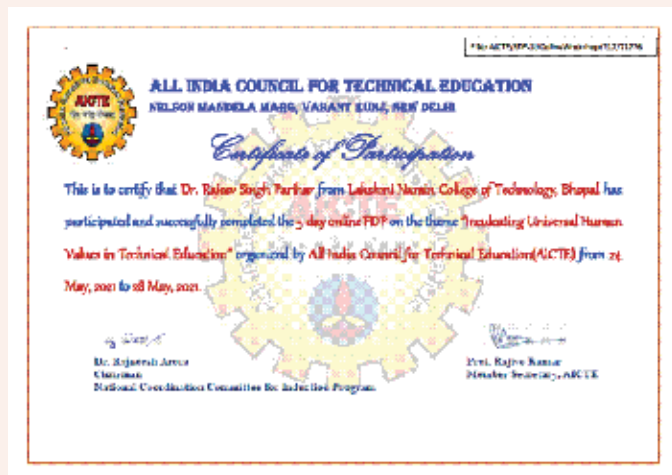 ALL INDIA COUNCIL FOR TECHNICAL EDUCATION
NELSON MANDELA MARG, VASANT KUNJ, NEW DELHI
AICTE
Certificate of Participation
This is to certify that Dr. Rajeev Singh Parihar from Lakshmi Narain College of Technology, Bhopal has
participated and successfully completed the 5 day online FDP on the theme "Inculcating Universal Human
Values in Technical Education" organized by All India Council for Technical Education(AICTE) from 24
May, 2021 to 28 May, 2021.
Dr. Rajneesh Arora
Chairman
National Coordination Committee for Induction Program
Prof. Rajive Kumar
Member Secretary, AICTE